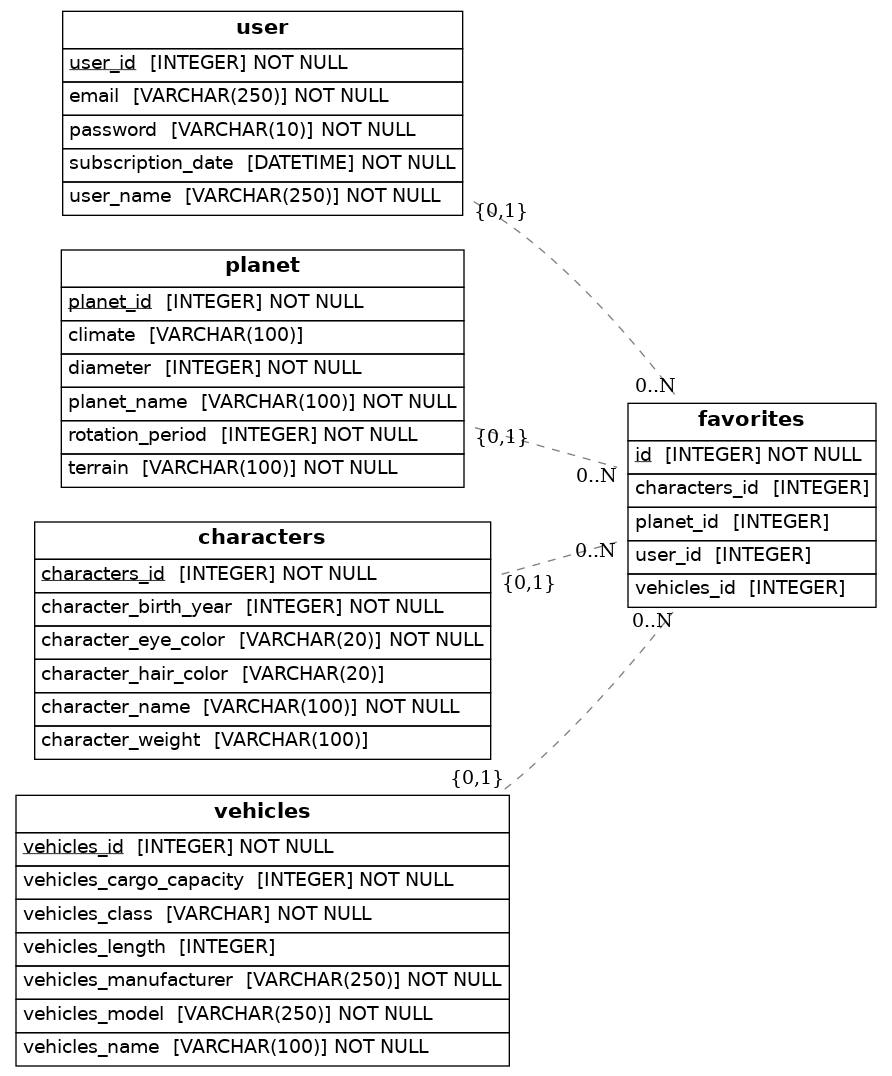 user
user_id [INTEGER] NOT NULL
email [VARCHAR(250)] NOT NULL
password [VARCHAR(10)] NOT NULL
subscription_date [DATETIME] NOT NULL
user_name [VARCHAR(250)] NOT NULL
{0,1}
planet
planet_id [INTEGER] NOT NULL
climate [VARCHAR(100)]
diameter [INTEGER] NOT NULL
planet_name [VARCHAR(100)] NOT NULL
rotation_period [INTEGER] NOT NULL
terrain [VARCHAR(100)] NOT NULL
{0,1}
characters
characters_id [INTEGER] NOT NULL
character_birth_year [INTEGER] NOT NULL
character_eye_color [VARCHAR(20)] NOT NULL
character_hair_color [VARCHAR(20)]
character_name [VARCHAR(100)] NOT NULL
character_weight [VARCHAR(100)]
{0,1}
vehicles
vehicles_id [INTEGER] NOT NULL
vehicles_cargo_capacity [INTEGER] NOT NULL
vehicles_class [VARCHAR] NOT NULL
vehicles_length [INTEGER]
vehicles_manufacturer [VARCHAR(250)] NOT NULL
vehicles_model [VARCHAR(250)] NOT NULL
vehicles_name [VARCHAR(100)] NOT NULL
{0,1}
0..N
0..N
0..N
0..N
favorites
id [INTEGER] NOT NULL
characters_id [INTEGER]
planet_id [INTEGER]
user_id [INTEGER]
vehicles_id [INTEGER]